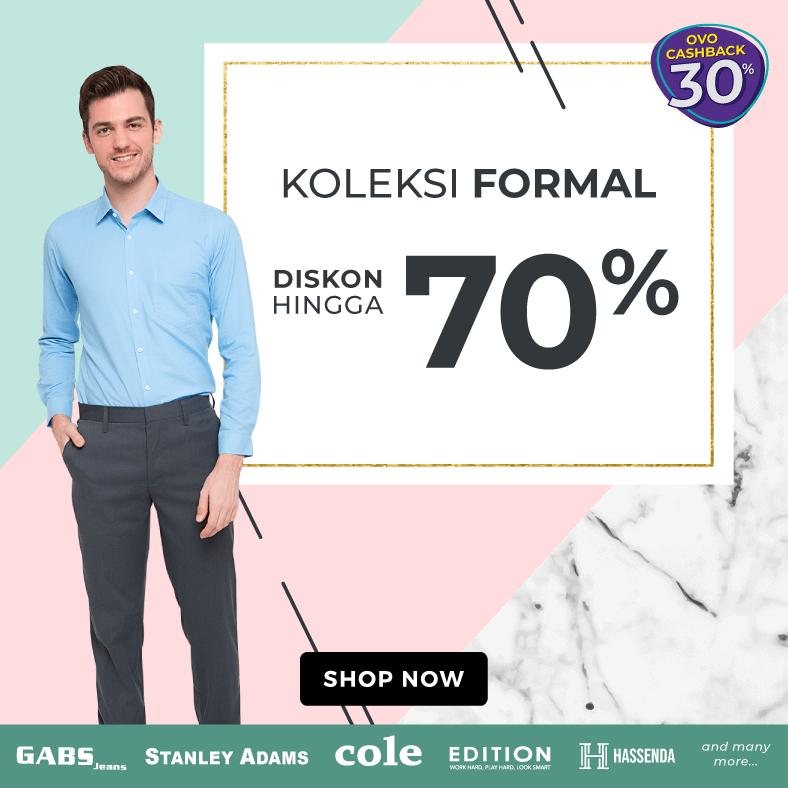 OVO
CASHBACK
30%
KOLEKSI FORMAL
DISKON
HINGGA
70%
SHOP NOW
GABS Jeans
STANLEY ADAMS
cole
EDITION
WORK HARD, PLAY HARD, LOOK SMART
HASSENDA
and many
more...